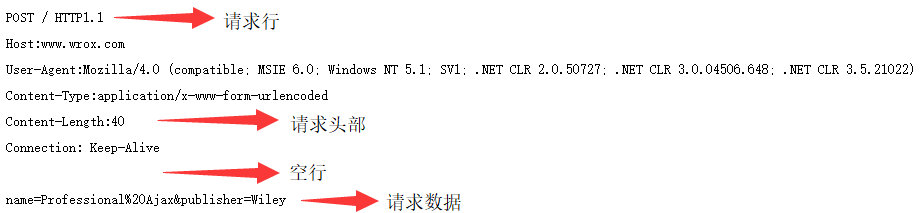 POST / HTTP1.1 请求行
Host:www.wrox.com
User-Agent:Mozilla/4.0 (compatible; MSIE 6.0; Windows NT 5.1; SV1; .NET CLR 2.0.50727; .NET CLR 3.0.04506.648; .NET CLR 3.5.21022)
Content-Type:application/x-www-form-urlencoded
Content-Length:40 请求头部
Connection: Keep-Alive
空行
name=Professional%20Ajax&publisher=Wiley 请求数据